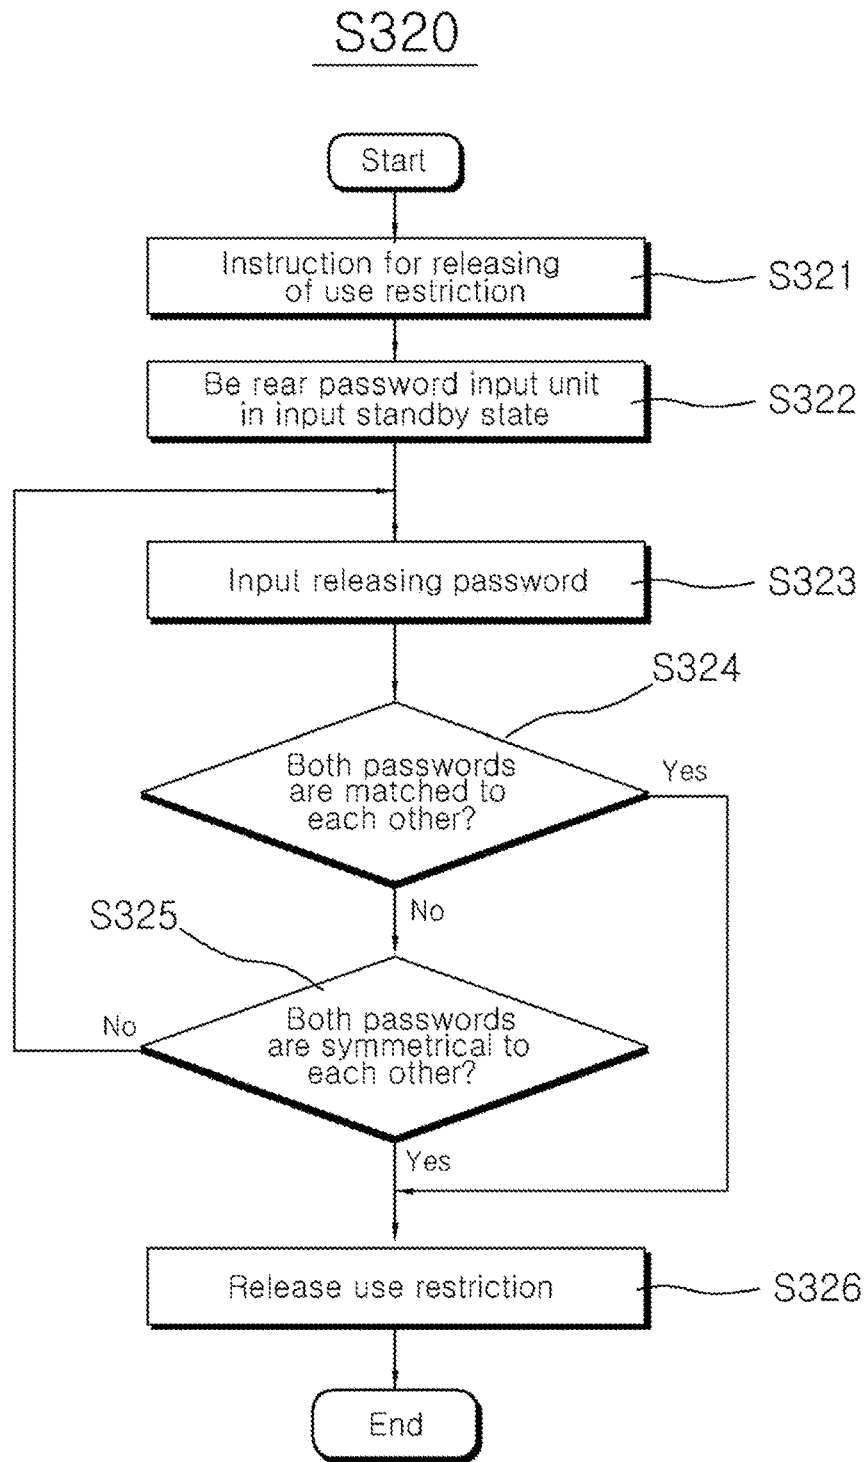 S320
Start
Instruction for releasing
of use restriction
S321
Be rear password input unit
in input standby state
S322
Input releasing password
S323
S324
Both passwords
are matched to
each other?
Yes
No
S325
Both passwords
are symmetrical to
each other?
No
Yes
Release use restriction
S326
End